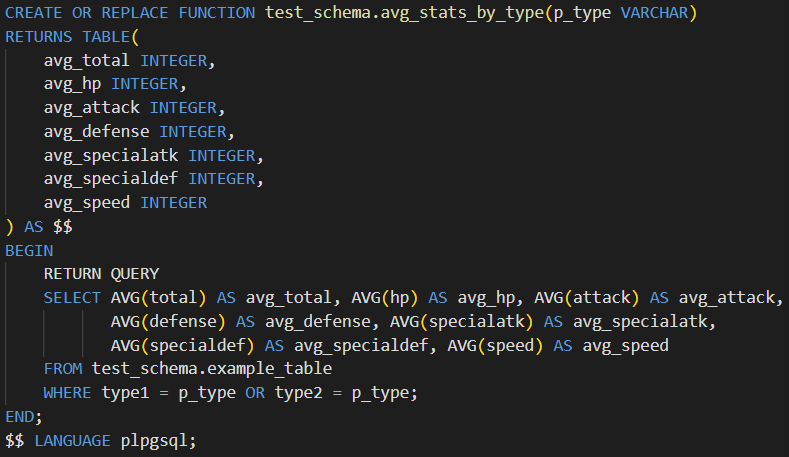 CREATE OR REPLACE FUNCTION test_schema.avg_stats_by_type(p_type VARCHAR)
RETURNS TABLE(
    avg_total INTEGER,
    avg_hp INTEGER,
    avg_attack INTEGER,
    avg_defense INTEGER,
    avg_specialatk INTEGER,
    avg_specialdef INTEGER,
    avg_speed INTEGER
) AS $$
BEGIN
    RETURN QUERY
    SELECT AVG(total) AS avg_total, AVG(hp) AS avg_hp, AVG(attack) AS avg_attack,
           AVG(defense) AS avg_defense, AVG(specialatk) AS avg_specialatk,
           AVG(specialdef) AS avg_specialdef, AVG(speed) AS avg_speed
    FROM test_schema.example_table
    WHERE type1 = p_type OR type2 = p_type;
END;
$$ LANGUAGE plpgsql;